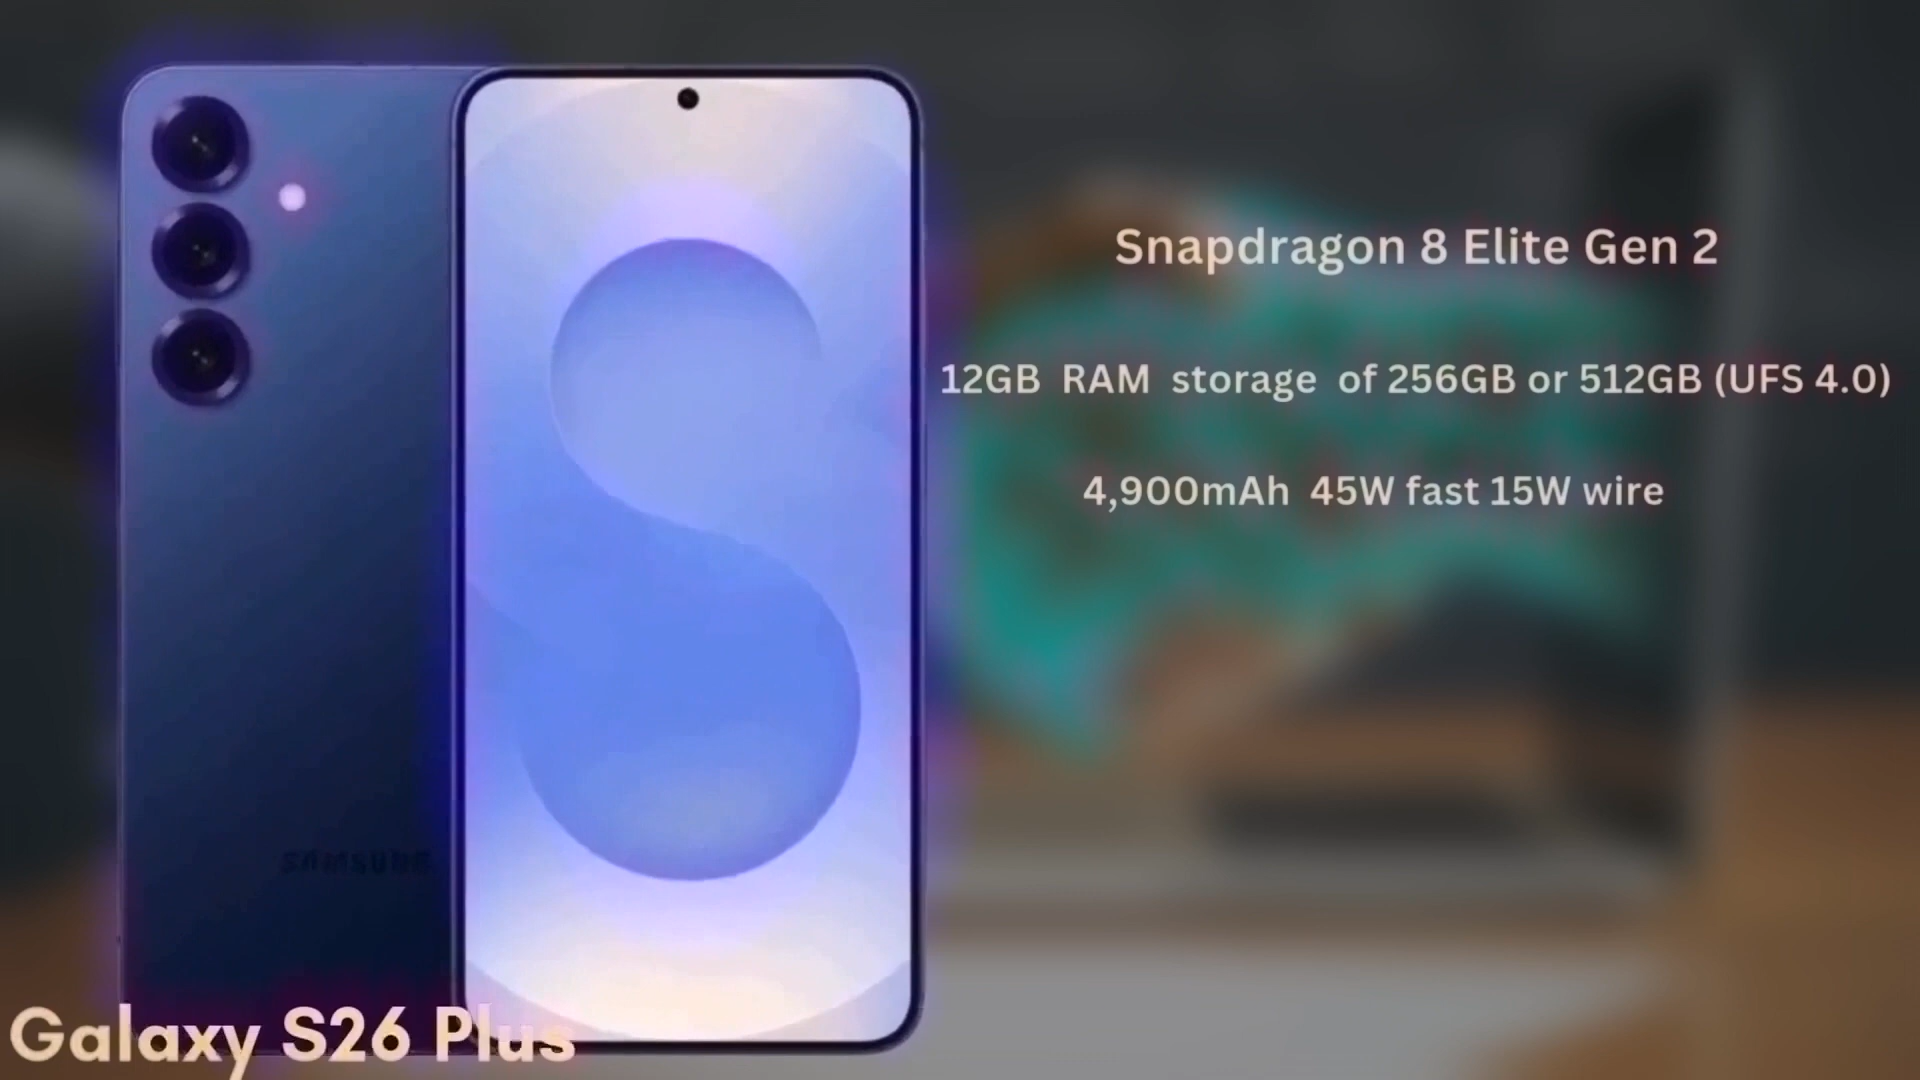 Snapdragon 8 Elite Gen 2
12GB RAM storage of 256GB or 512GB (UFS 4.0)
4,900mAh 45W fast 15W wire
SAMSUNG
Galaxy S26 Plus